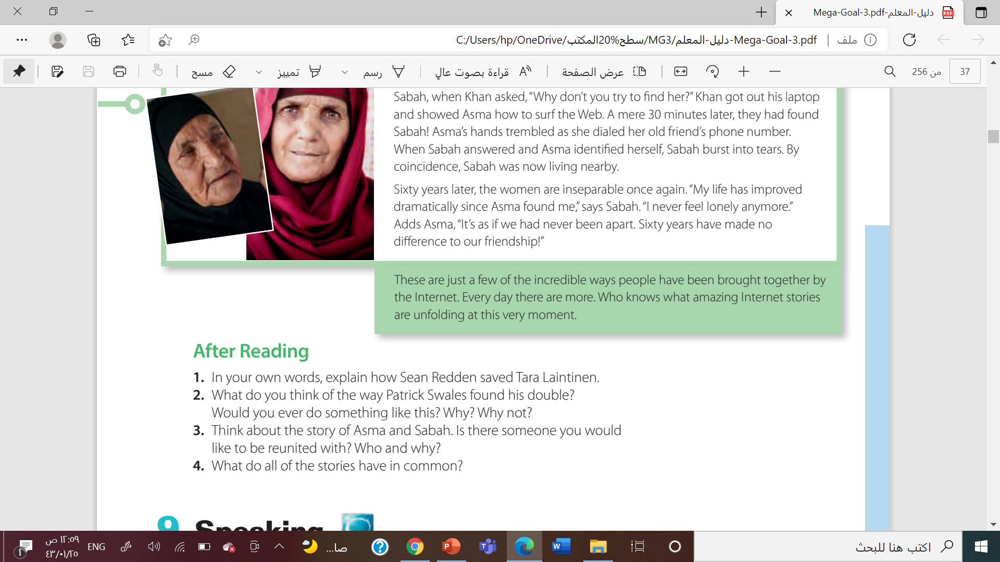 دليل-المعلم-Mega-Goal-3.pdf
ملف
C:/Users/hp/OneDrive/سطح%20المكتب/MG3/دليل-المعلم-Mega-Goal-3.pdf
37
من 256
عرض الصفحة
قراءة بصوت عالٍ
رسم
تمييز
مسح
Sabah, when Khan asked, “Why don’t you try to find her?” Khan got out his laptop
and showed Asma how to surf the Web. A mere 30 minutes later, they had found
Sabah! Asma’s hands trembled as she dialed her old friend’s phone number.
When Sabah answered and Asma identified herself, Sabah burst into tears. By
coincidence, Sabah was now living nearby.
Sixty years later, the women are inseparable once again. “My life has improved
dramatically since Asma found me,” says Sabah. “I never feel lonely anymore.”
Adds Asma, “It’s as if we had never been apart. Sixty years have made no
difference to our friendship!”
These are just a few of the incredible ways people have been brought together by
the Internet. Every day there are more. Who knows what amazing Internet stories
are unfolding at this very moment.
After Reading
1. In your own words, explain how Sean Redden saved Tara Laintinen.
2. What do you think of the way Patrick Swales found his double?
Would you ever do something like this? Why? Why not?
3. Think about the story of Asma and Sabah. Is there someone you would
like to be reunited with? Who and why?
4. What do all of the stories have in common?
9 Speaking
اكتب هنا للبحث
صا...
ENG
١٢:٥٩ ص
٤٣/٠١/٢٥
١